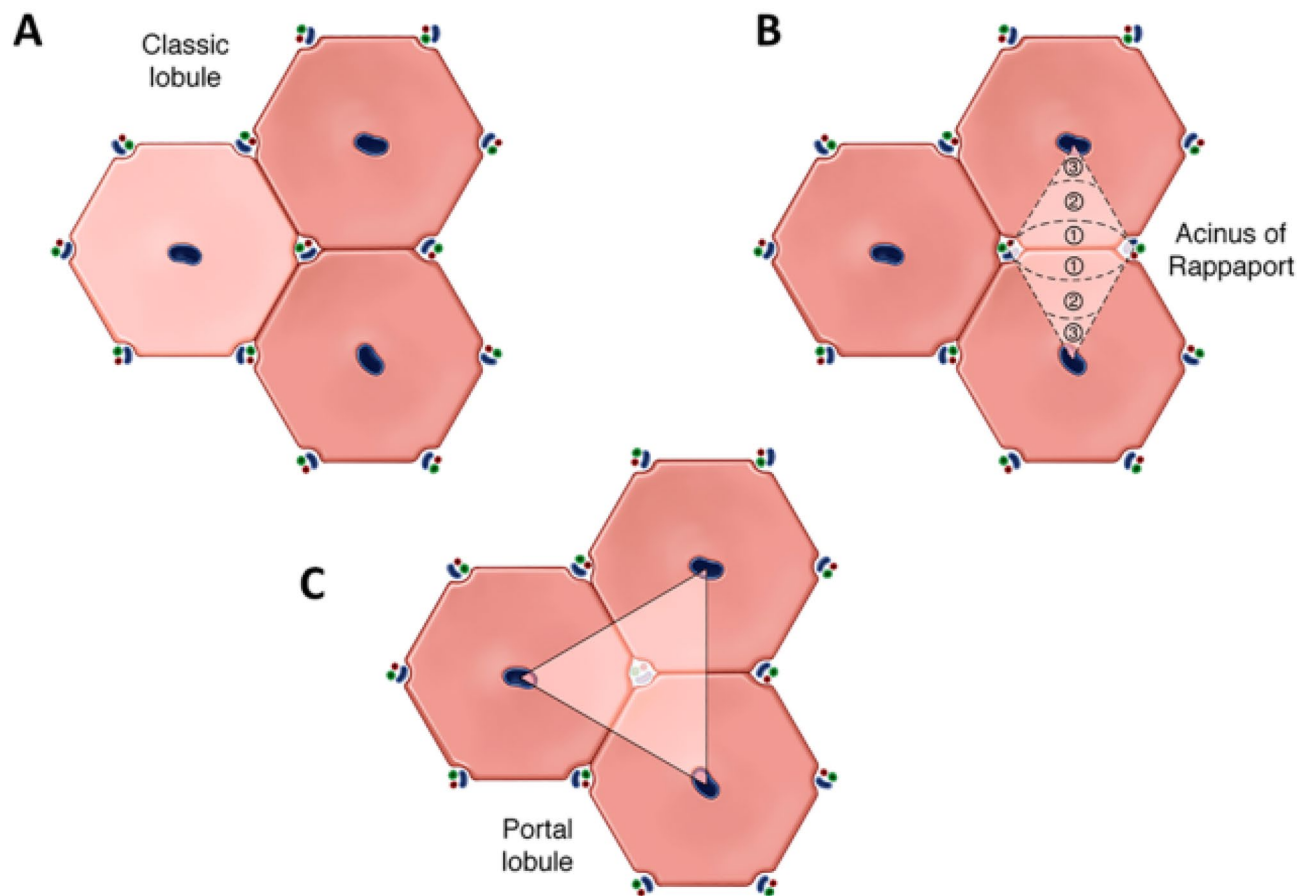 A
Classic
lobule
B
③
②
①
①
②
③
Acinus of
Rappaport
C
Portal
lobule